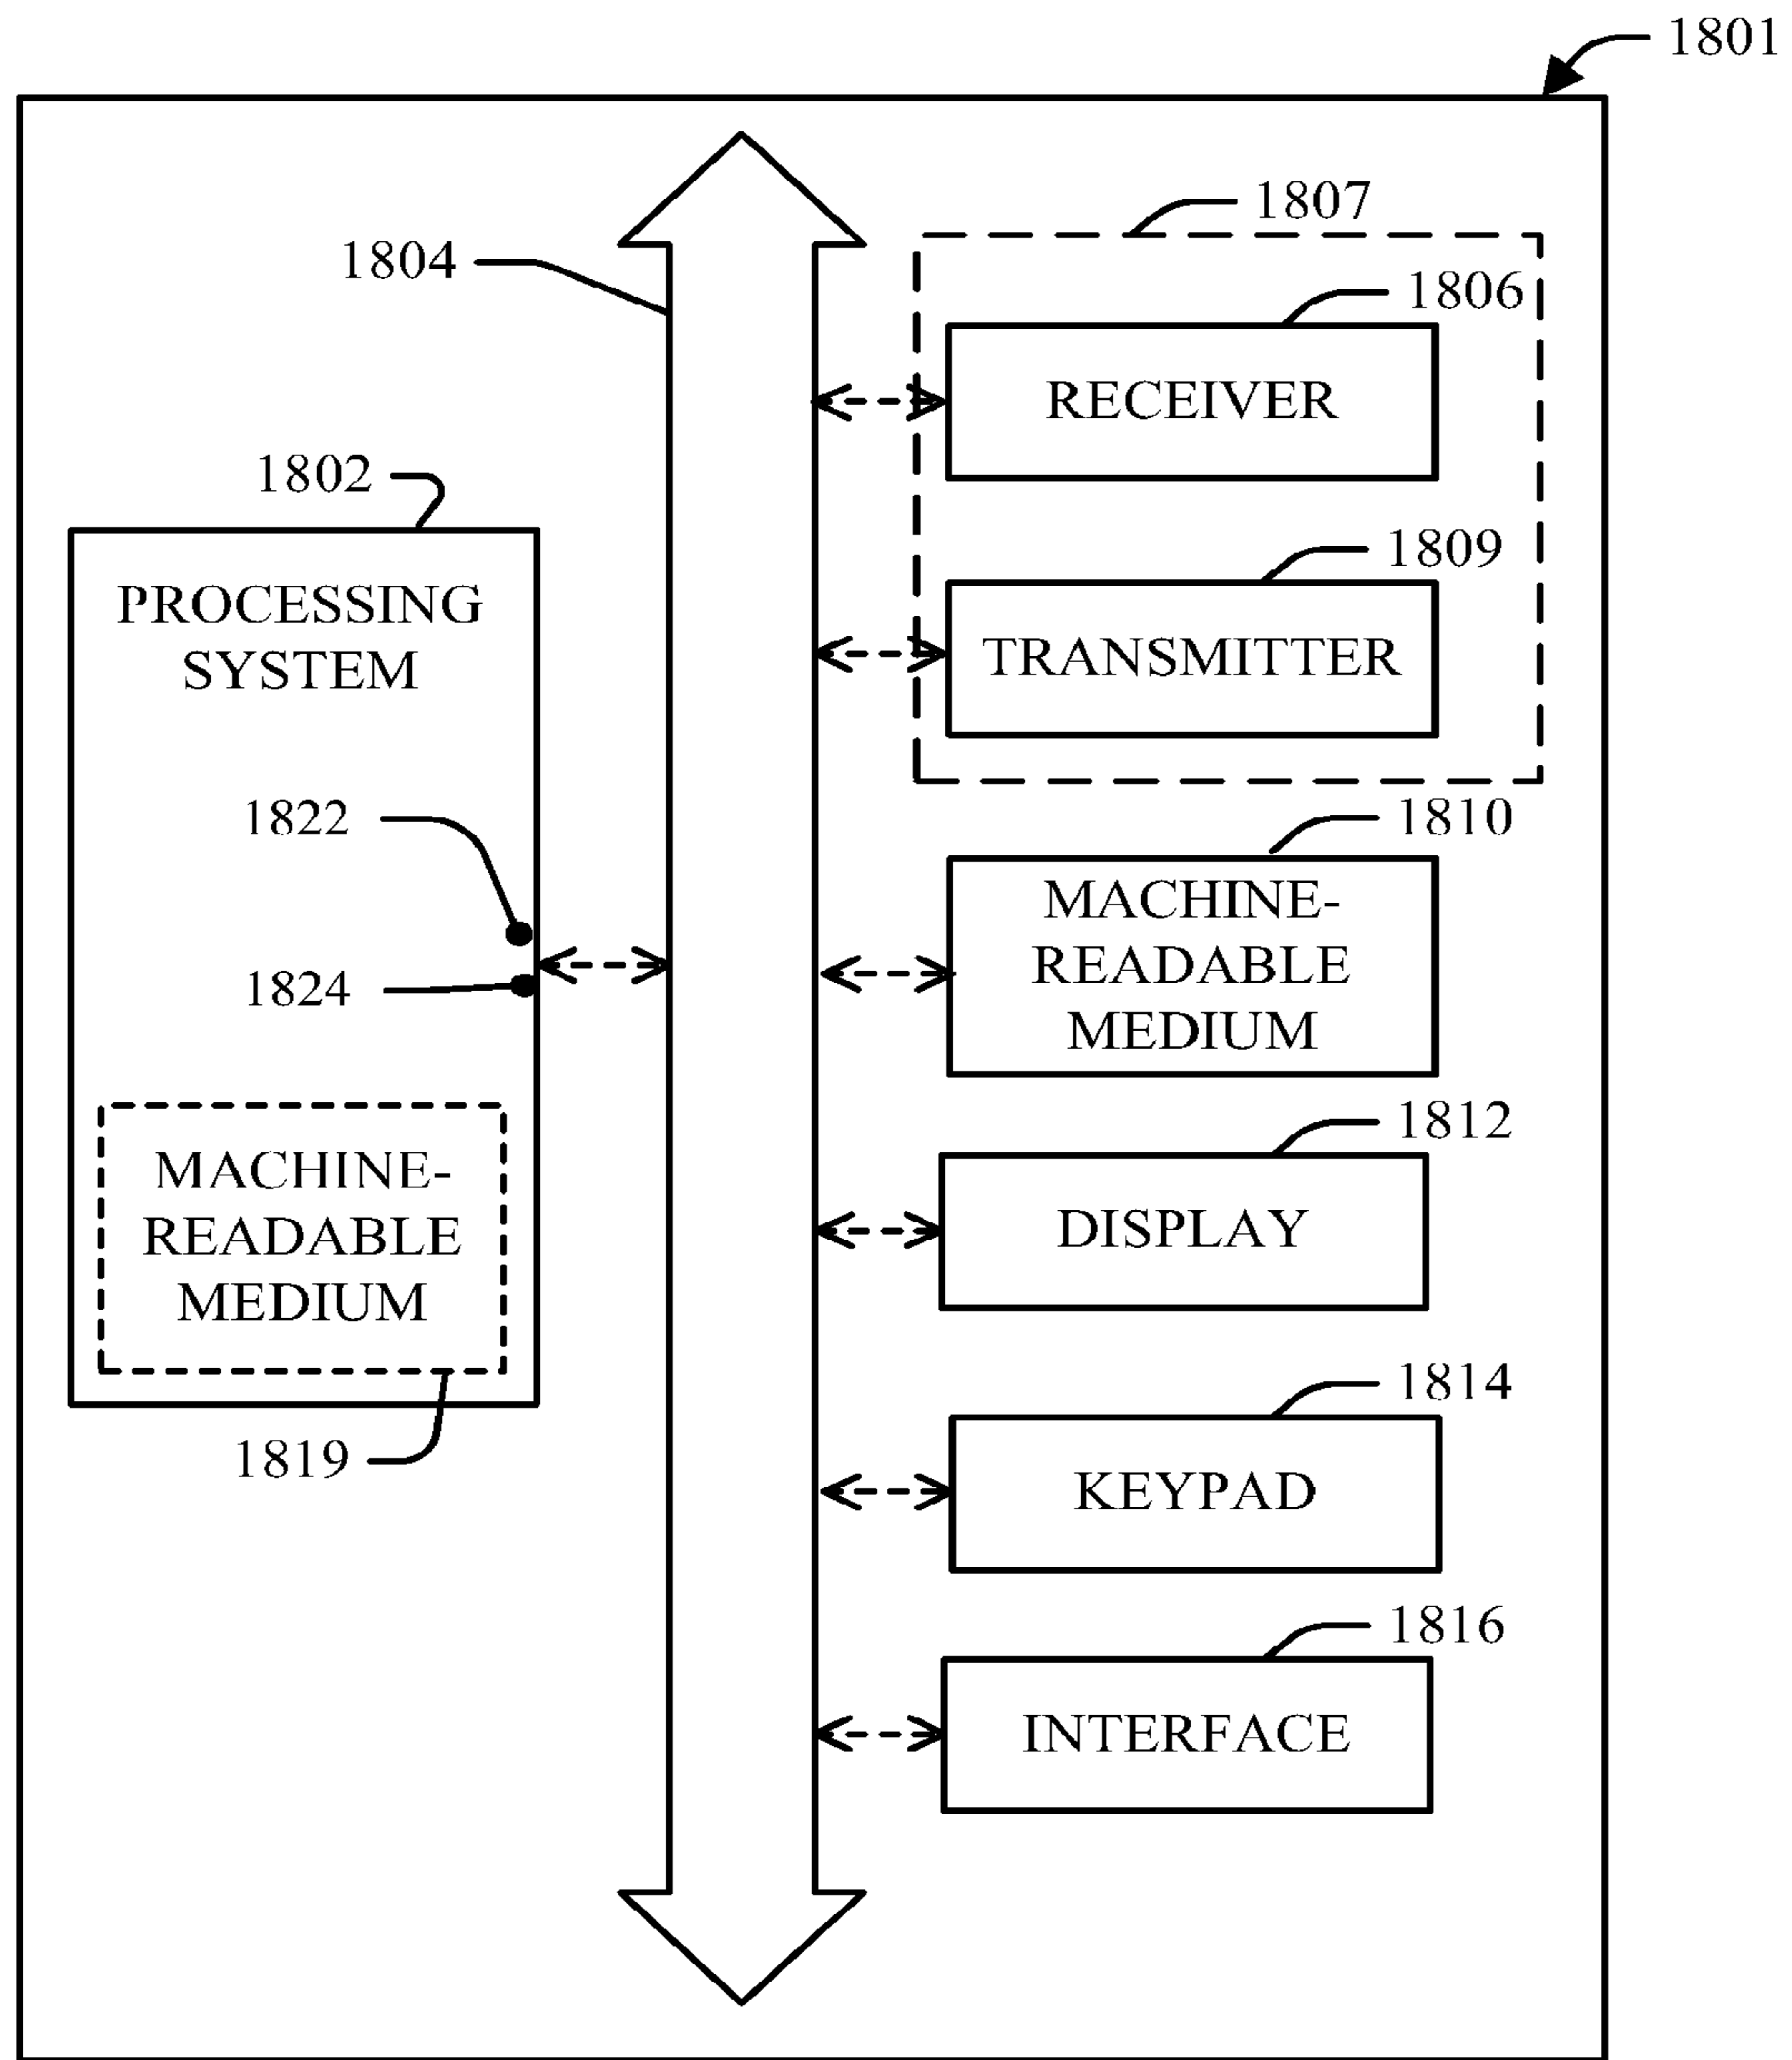 1801
1807
1804
1806
RECEIVER
1802
1809
PROCESSING
SYSTEM
TRANSMITTER
1822
1810
MACHINE-
READABLE
MEDIUM
1824
1812
MACHINE-
READABLE
MEDIUM
DISPLAY
1814
1819
KEYPAD
1816
INTERFACE